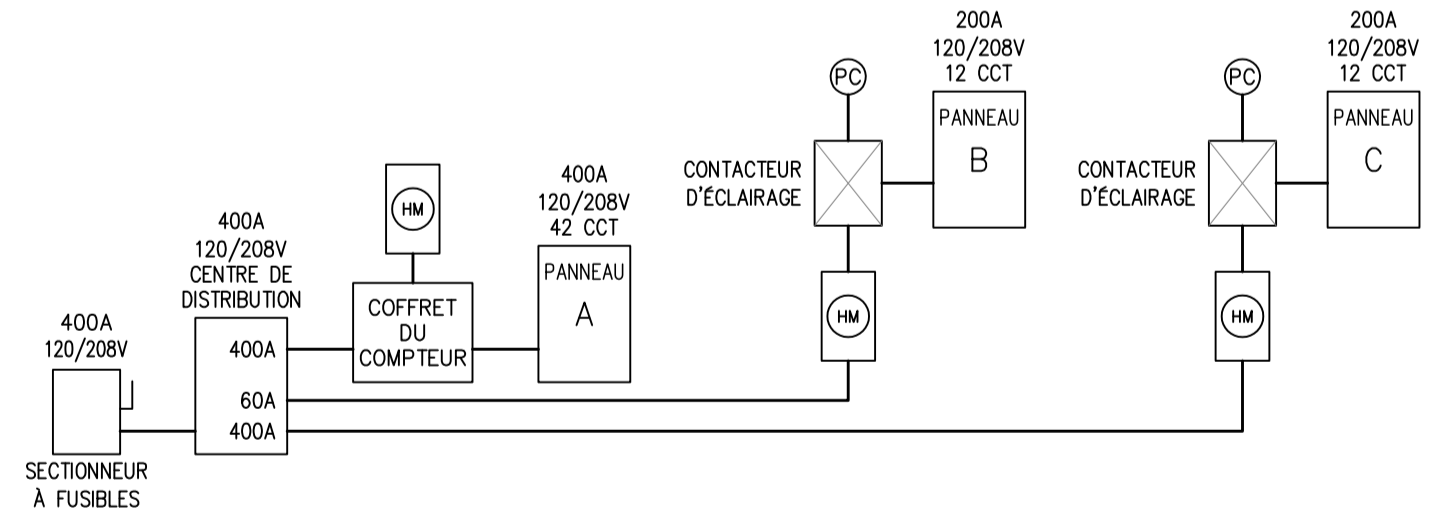 400A
120/208V
SECTIONNEUR
À FUSIBLES
400A
120/208V
CENTRE DE
DISTRIBUTION
400A
60A
400A
HM
COFFRET
DU
COMPTEUR
400A
120/208V
42 CCT
PANNEAU
A
PC
CONTACTEUR
D'ÉCLAIRAGE
HM
200A
120/208V
12 CCT
PANNEAU
B
PC
CONTACTEUR
D'ÉCLAIRAGE
HM
200A
120/208V
12 CCT
PANNEAU
C